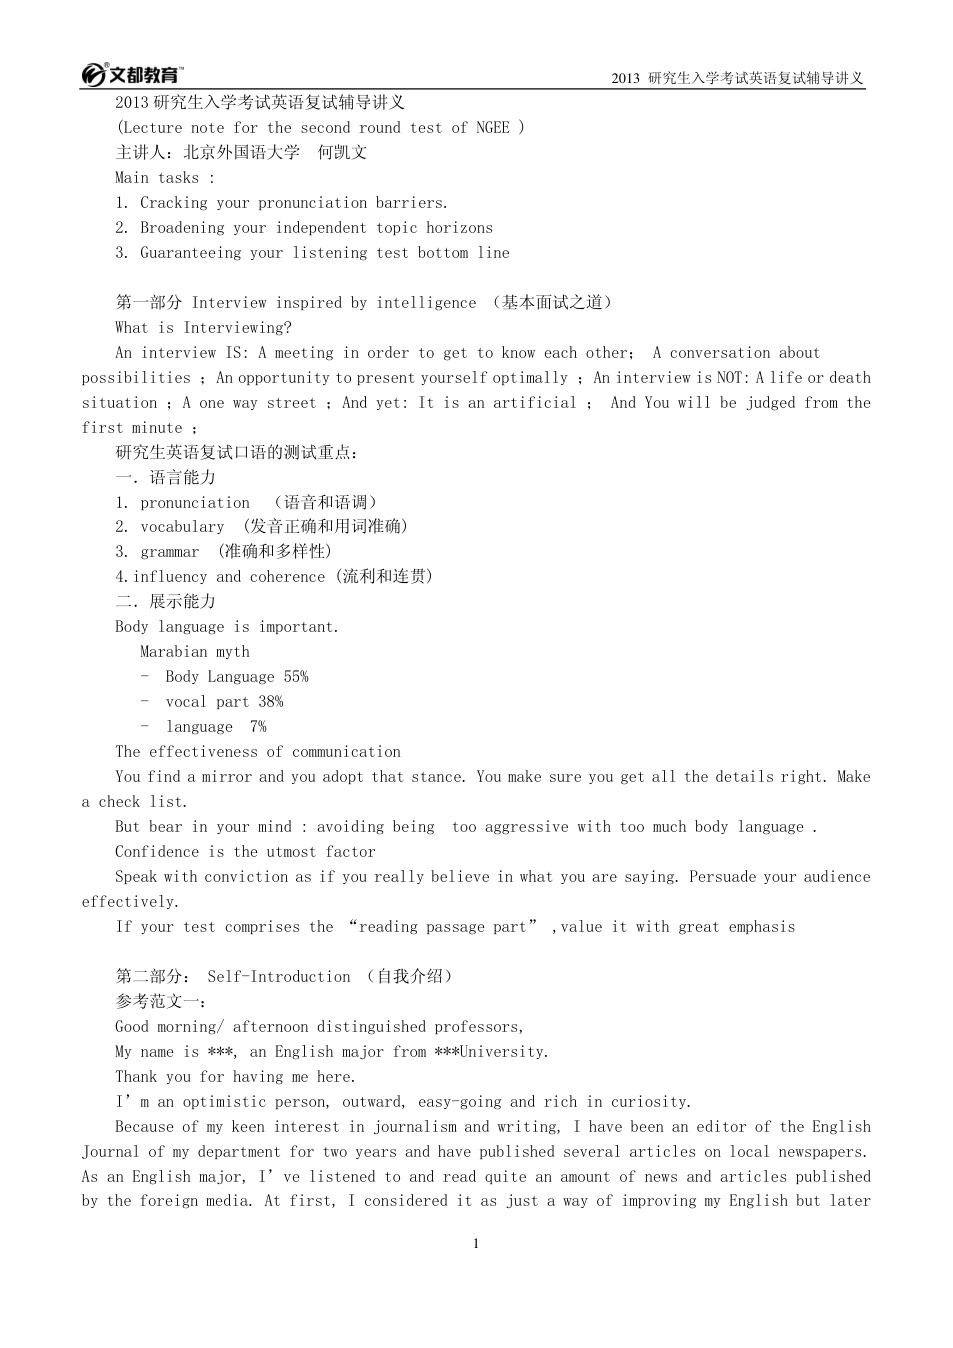 文都教育
2013 研究生入学考试英语复试辅导讲义
2013 研究生入学考试英语复试辅导讲义
(Lecture note for the second round test of NGEE )
主讲人：北京外国语大学  何凯文
Main tasks :
1. Cracking your pronunciation barriers.
2. Broadening your independent topic horizons
3. Guaranteeing your listening test bottom line
第一部分 Interview inspired by intelligence （基本面试之道）
What is Interviewing?
An interview IS: A meeting in order to get to know each other； A conversation about
possibilities ；An opportunity to present yourself optimally ；An interview is NOT: A life or death
situation ；A one way street ；And yet: It is an artificial ； And You will be judged from the
first minute ；
研究生英语复试口语的测试重点：
一．语言能力
1. pronunciation （语音和语调）
2. vocabulary (发音正确和用词准确)
3. grammar (准确和多样性)
4.influency and coherence (流利和连贯)
二．展示能力
Body language is important.
Marabian myth
- Body Language 55%
- vocal part 38%
- language 7%
The effectiveness of communication
You find a mirror and you adopt that stance. You make sure you get all the details right. Make
a check list.
But bear in your mind : avoiding being  too aggressive with too much body language .
Confidence is the utmost factor
Speak with conviction as if you really believe in what you are saying. Persuade your audience
effectively.
If your test comprises the “reading passage part” ,value it with great emphasis
第二部分： Self-Introduction （自我介绍）
参考范文一：
Good morning/ afternoon distinguished professors,
My name is ***, an English major from ***University.
Thank you for having me here.
I’m an optimistic person, outward, easy-going and rich in curiosity.
Because of my keen interest in journalism and writing, I have been an editor of the English
Journal of my department for two years and have published several articles on local newspapers.
As an English major, I’ve listened to and read quite an amount of news and articles published
by the foreign media. At first, I considered it as just a way of improving my English but later
1